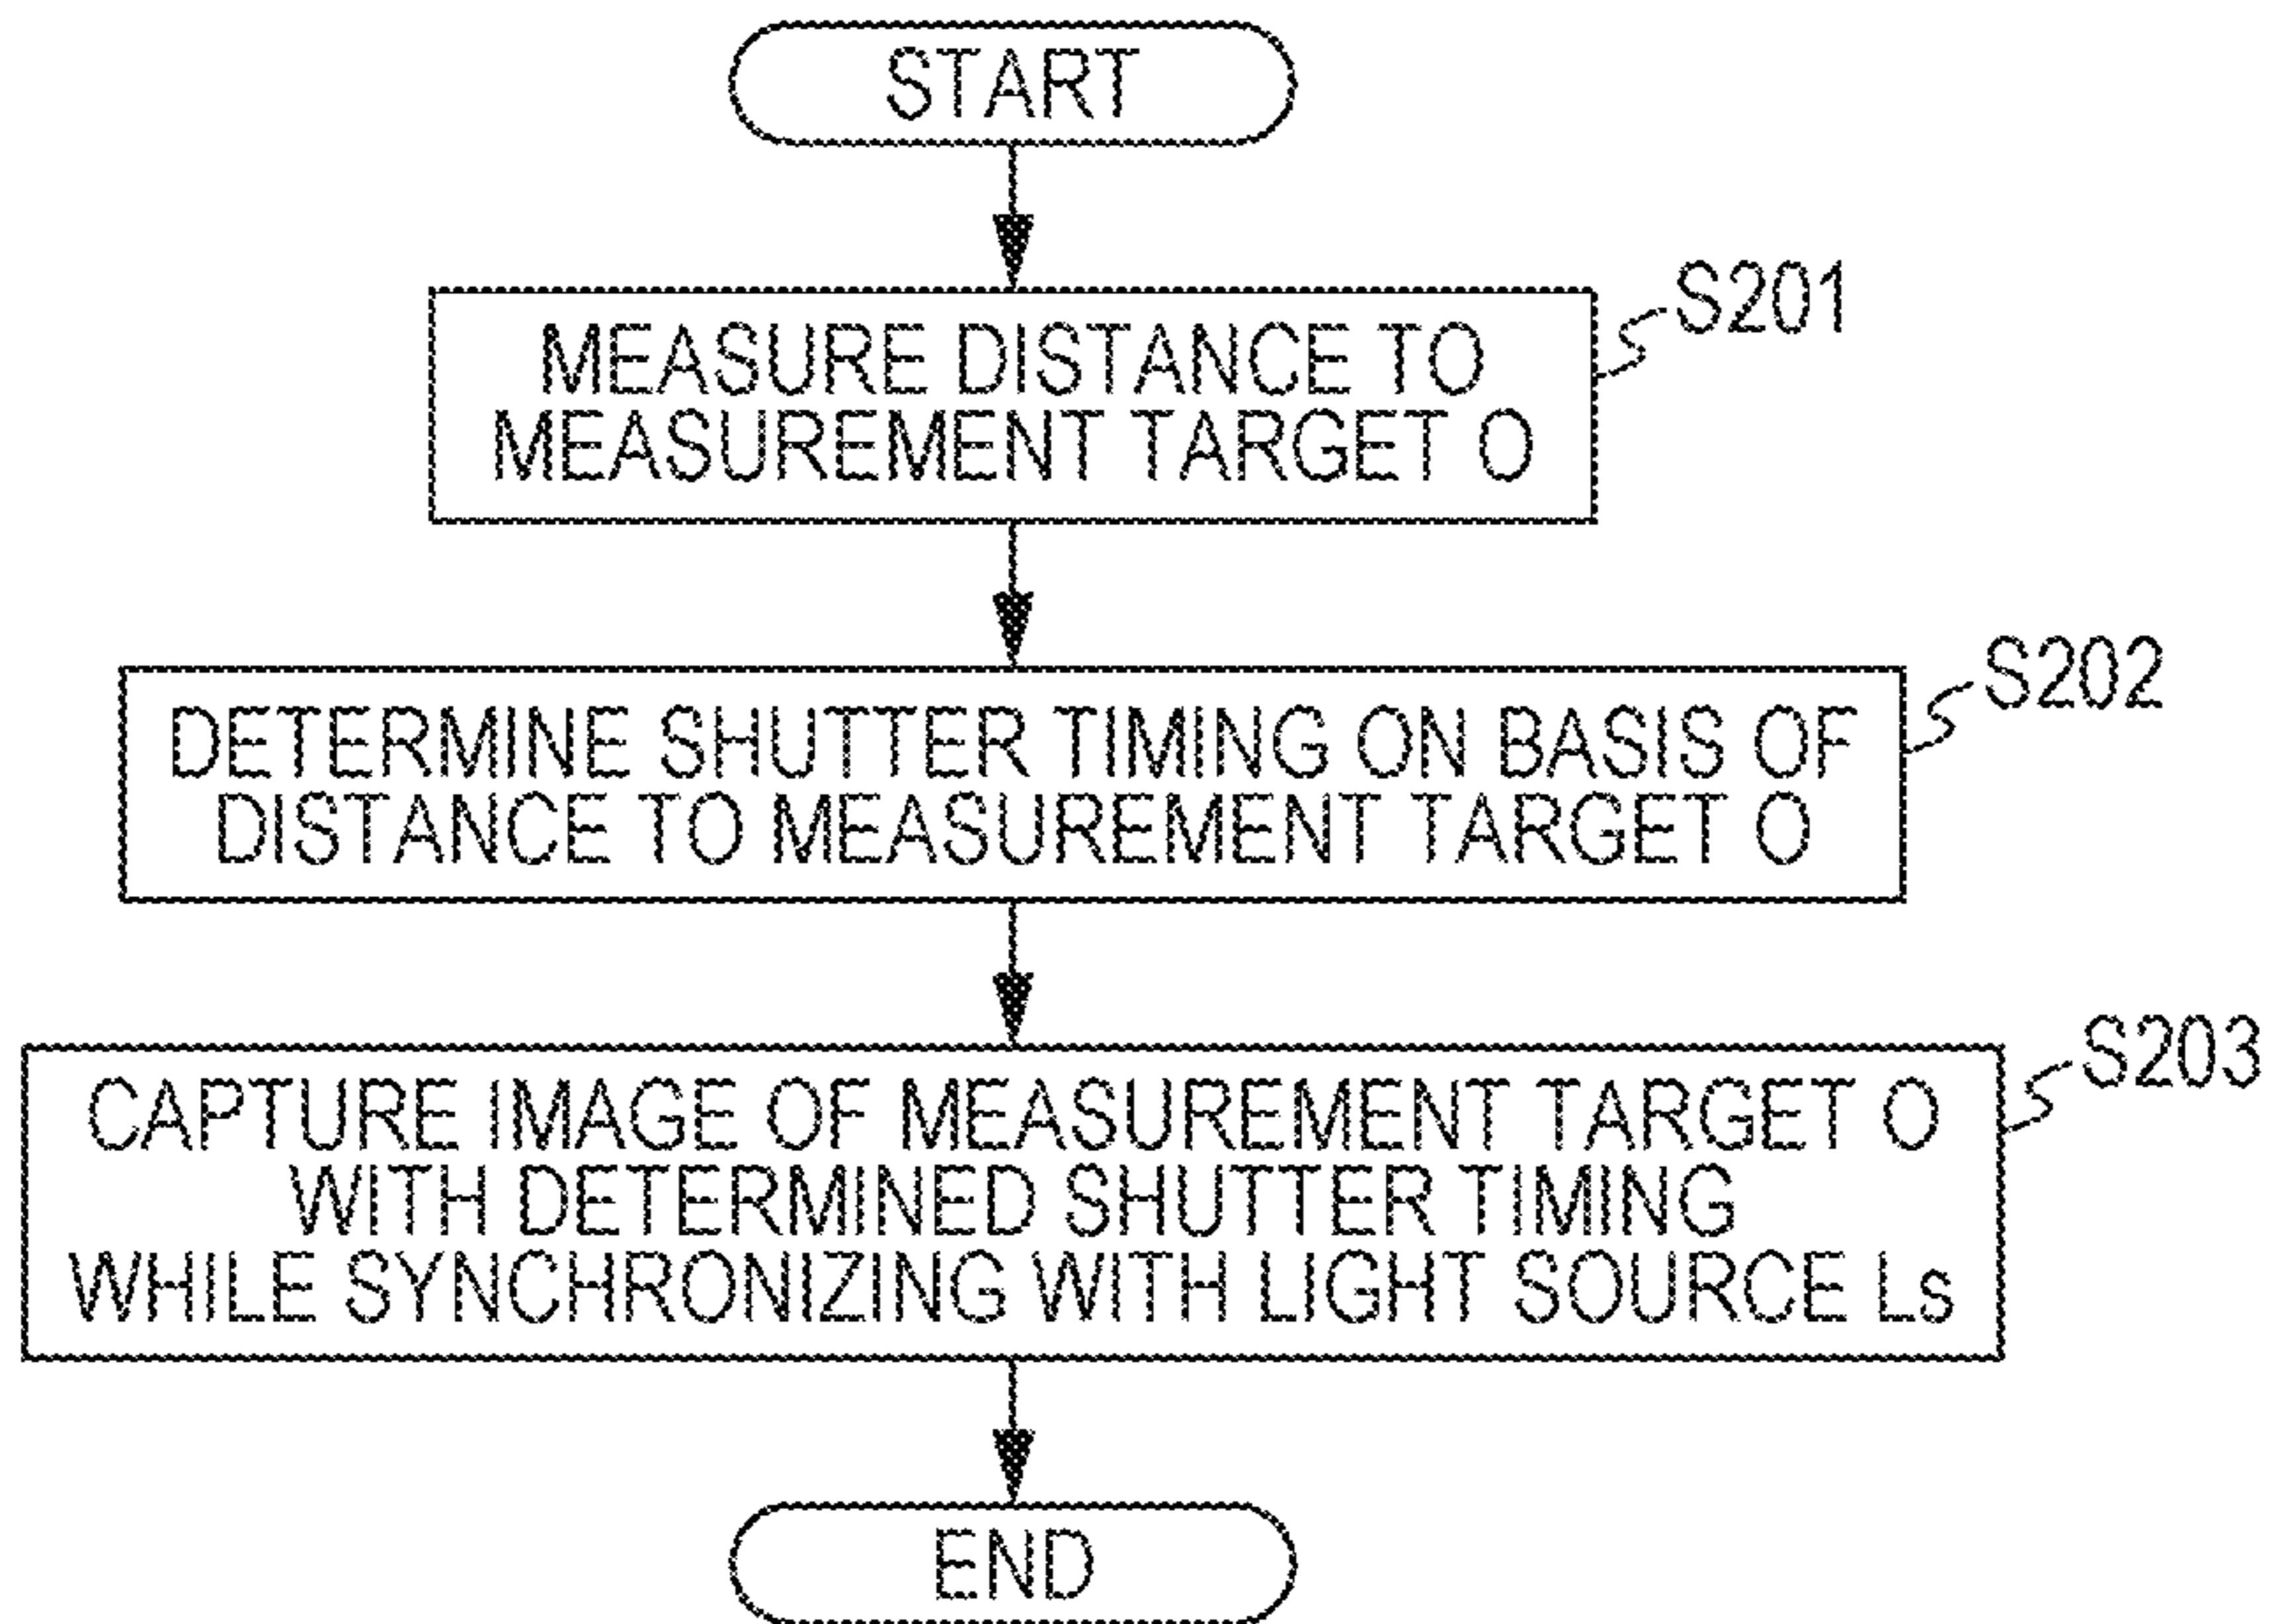 START
S201
MEASURE DISTANCE TO
MEASUREMENT TARGET O
S202
DETERMINE SHUTTER TIMING ON BASIS OF
DISTANCE TO MEASUREMENT TARGET O
S203
CAPTURE IMAGE OF MEASUREMENT TARGET O
WITH DETERMINED SHUTTER TIMING
WHILE SYNCHRONIZING WITH LIGHT SOURCE Ls
END